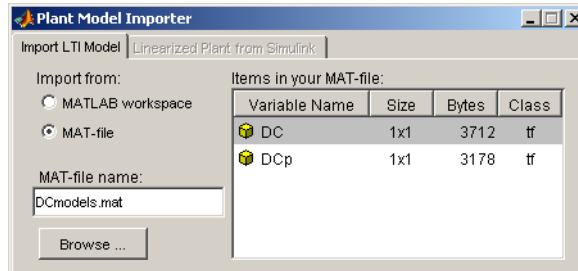 Plant Model Importer
Import LTI Model Linearized Plant from Simulink
Import from:
MATLAB workspace
MAT-file
MAT-file name:
DCmodels.mat
Browse ...
Items in your MAT-file:
Variable Name Size Bytes Class
DC 1x1 3712 tf
DCp 1x1 3178 tf